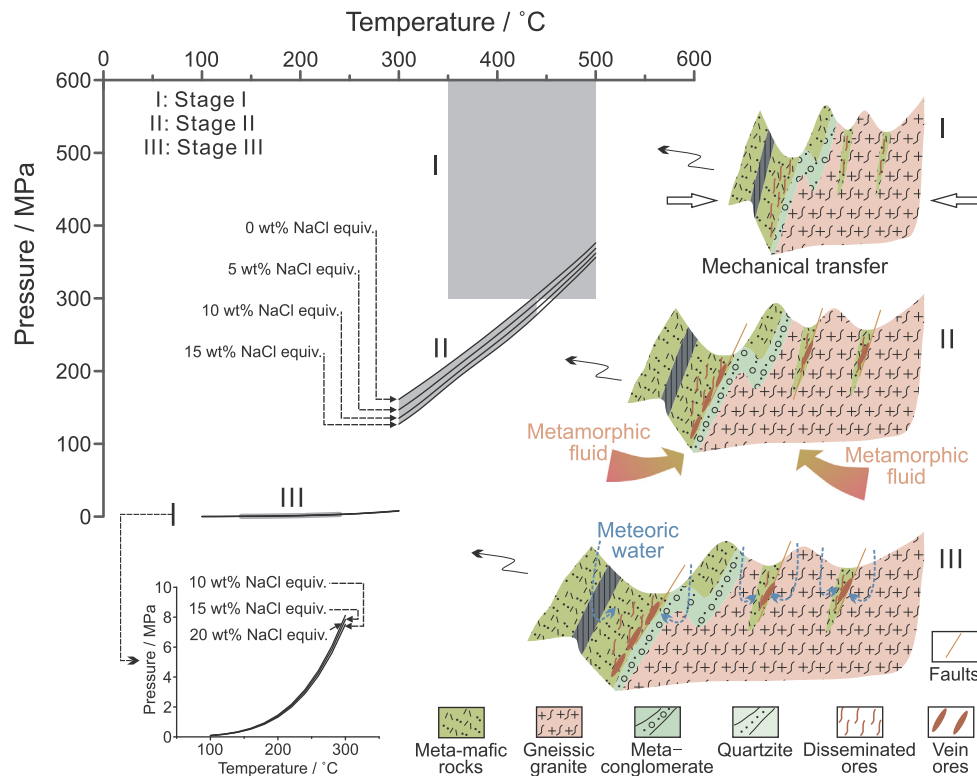 Temperature / °C
0 100 200 300 400 500 600
Pressure / MPa
600
500
400
300
200
100
0
I: Stage I
II: Stage II
III: Stage III
I
0 wt% NaCl equiv.
5 wt% NaCl equiv.
10 wt% NaCl equiv.
15 wt% NaCl equiv.
II
III
I
Mechanical transfer
II
Metamorphic
fluid
Metamorphic
fluid
Meteoric
water
III
10 wt% NaCl equiv.
15 wt% NaCl equiv.
20 wt% NaCl equiv.
Pressure / MPa
10
8
6
4
2
0
100 200 300
Temperature / °C
Faults
Meta-mafic
rocks
Gneissic
granite
Meta-
conglomerate
Quartzite
Disseminated
ores
Vein
ores